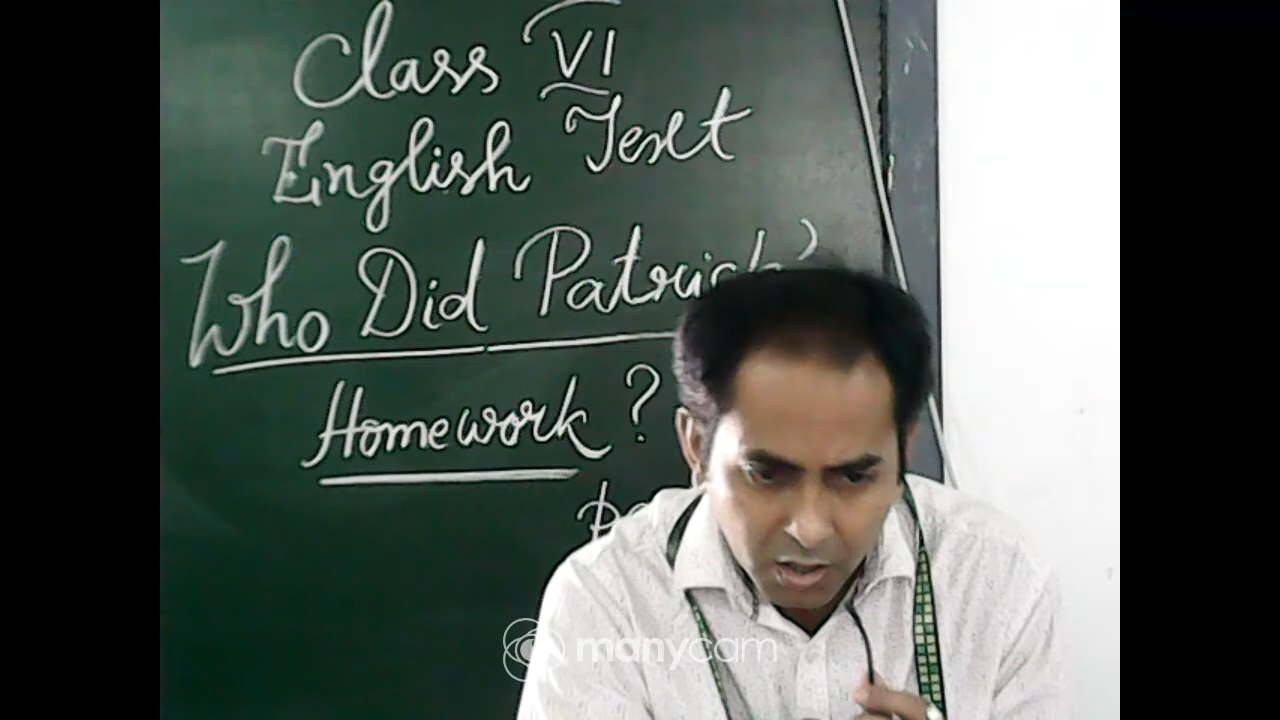 Class VI
English Text
Who Did Patrick's
Homework?
manycam